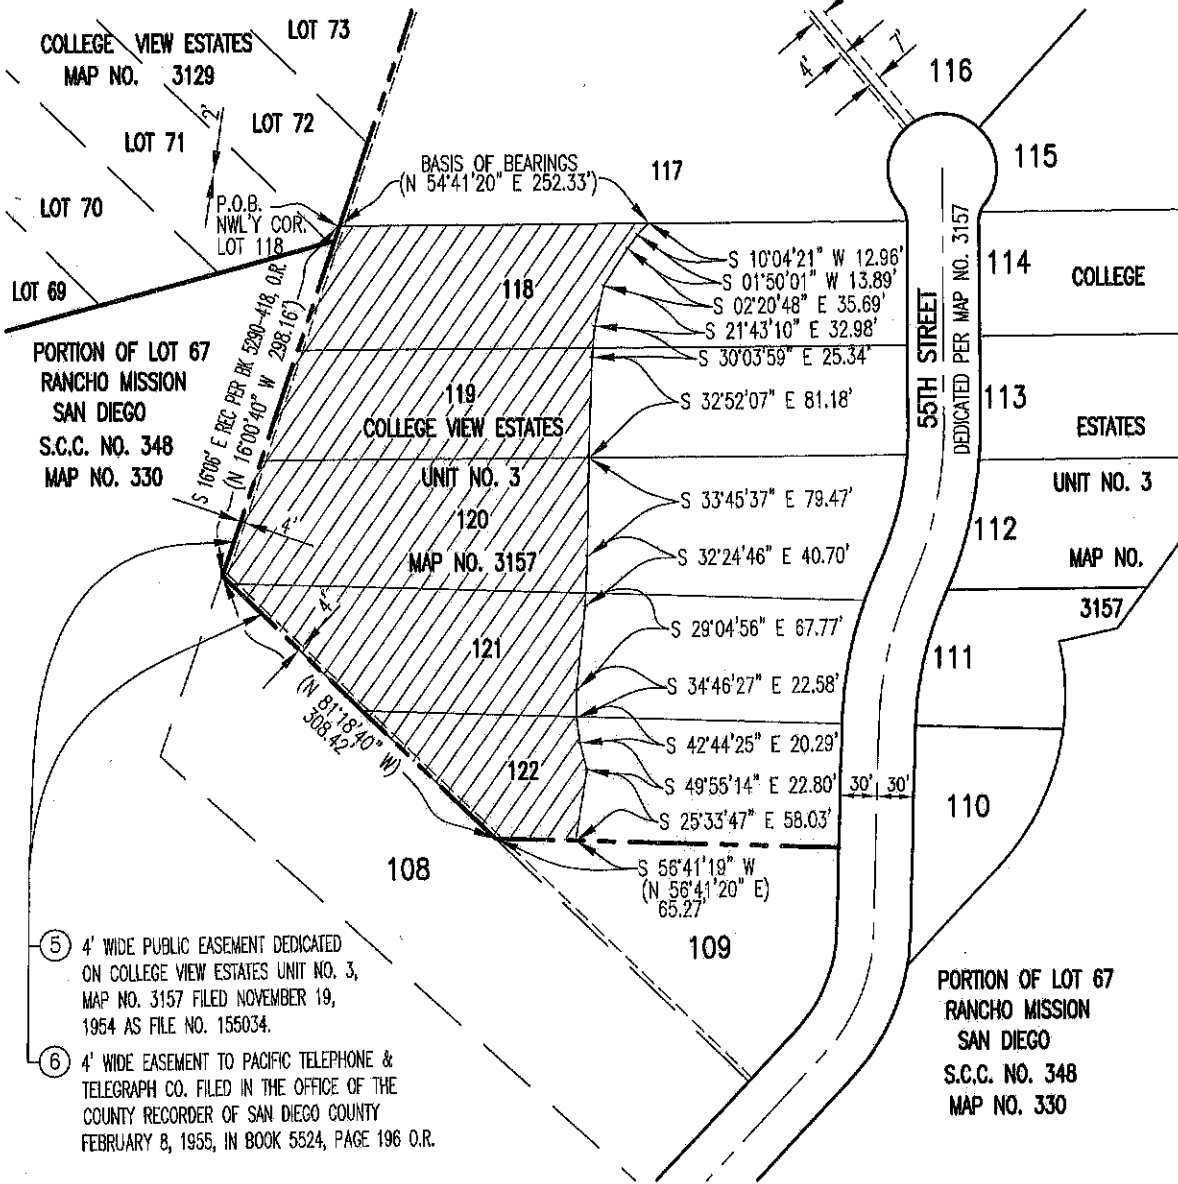 LOT 73
COLLEGE VIEW ESTATES
MAP NO. 3129
4'
7'
116
2'
LOT 72
LOT 71
115
BASIS OF BEARINGS
(N 54°41'20" E 252.33')
117
LOT 70
P.O.B.
NWL'Y COR.
LOT 118
LOT 69
S 10°04'21" W 12.96'
S 01°50'01" W 13.89'
S 02°20'48" E 35.69'
S 21°43'10" E 32.98'
S 30°03'59" E 25.34'
S 32°52'07" E 81.18'
118
114
COLLEGE
55TH STREET
DEDICATED PER MAP NO. 3157
PORTION OF LOT 67
RANCHO MISSION
SAN DIEGO
S.C.C. NO. 348
MAP NO. 330
S 16°06' E REC PER BK 5290-418, O.R.
(N 16°00'40" W 298.16')
119
COLLEGE VIEW ESTATES
113
ESTATES
UNIT NO. 3
UNIT NO. 3
S 33°45'37" E 79.47'
4'
120
112
MAP NO. 3157
S 32°24'46" E 40.70'
MAP NO.
3157
4'
S 29°04'56" E 67.77'
121
111
S 34°46'27" E 22.58'
(N 81°18'40" W)
308.42'
S 42°44'25" E 20.29'
122
S 49°55'14" E 22.80'
30'
30'
110
S 25°33'47" E 58.03'
108
S 56°41'19" W
(N 56°41'20" E)
65.27'
109
5 4' WIDE PUBLIC EASEMENT DEDICATED
ON COLLEGE VIEW ESTATES UNIT NO. 3,
MAP NO. 3157 FILED NOVEMBER 19,
1954 AS FILE NO. 155034.
6 4' WIDE EASEMENT TO PACIFIC TELEPHONE &
TELEGRAPH CO. FILED IN THE OFFICE OF THE
COUNTY RECORDER OF SAN DIEGO COUNTY
FEBRUARY 8, 1955, IN BOOK 5524, PAGE 196 O.R.
PORTION OF LOT 67
RANCHO MISSION
SAN DIEGO
S.C.C. NO. 348
MAP NO. 330